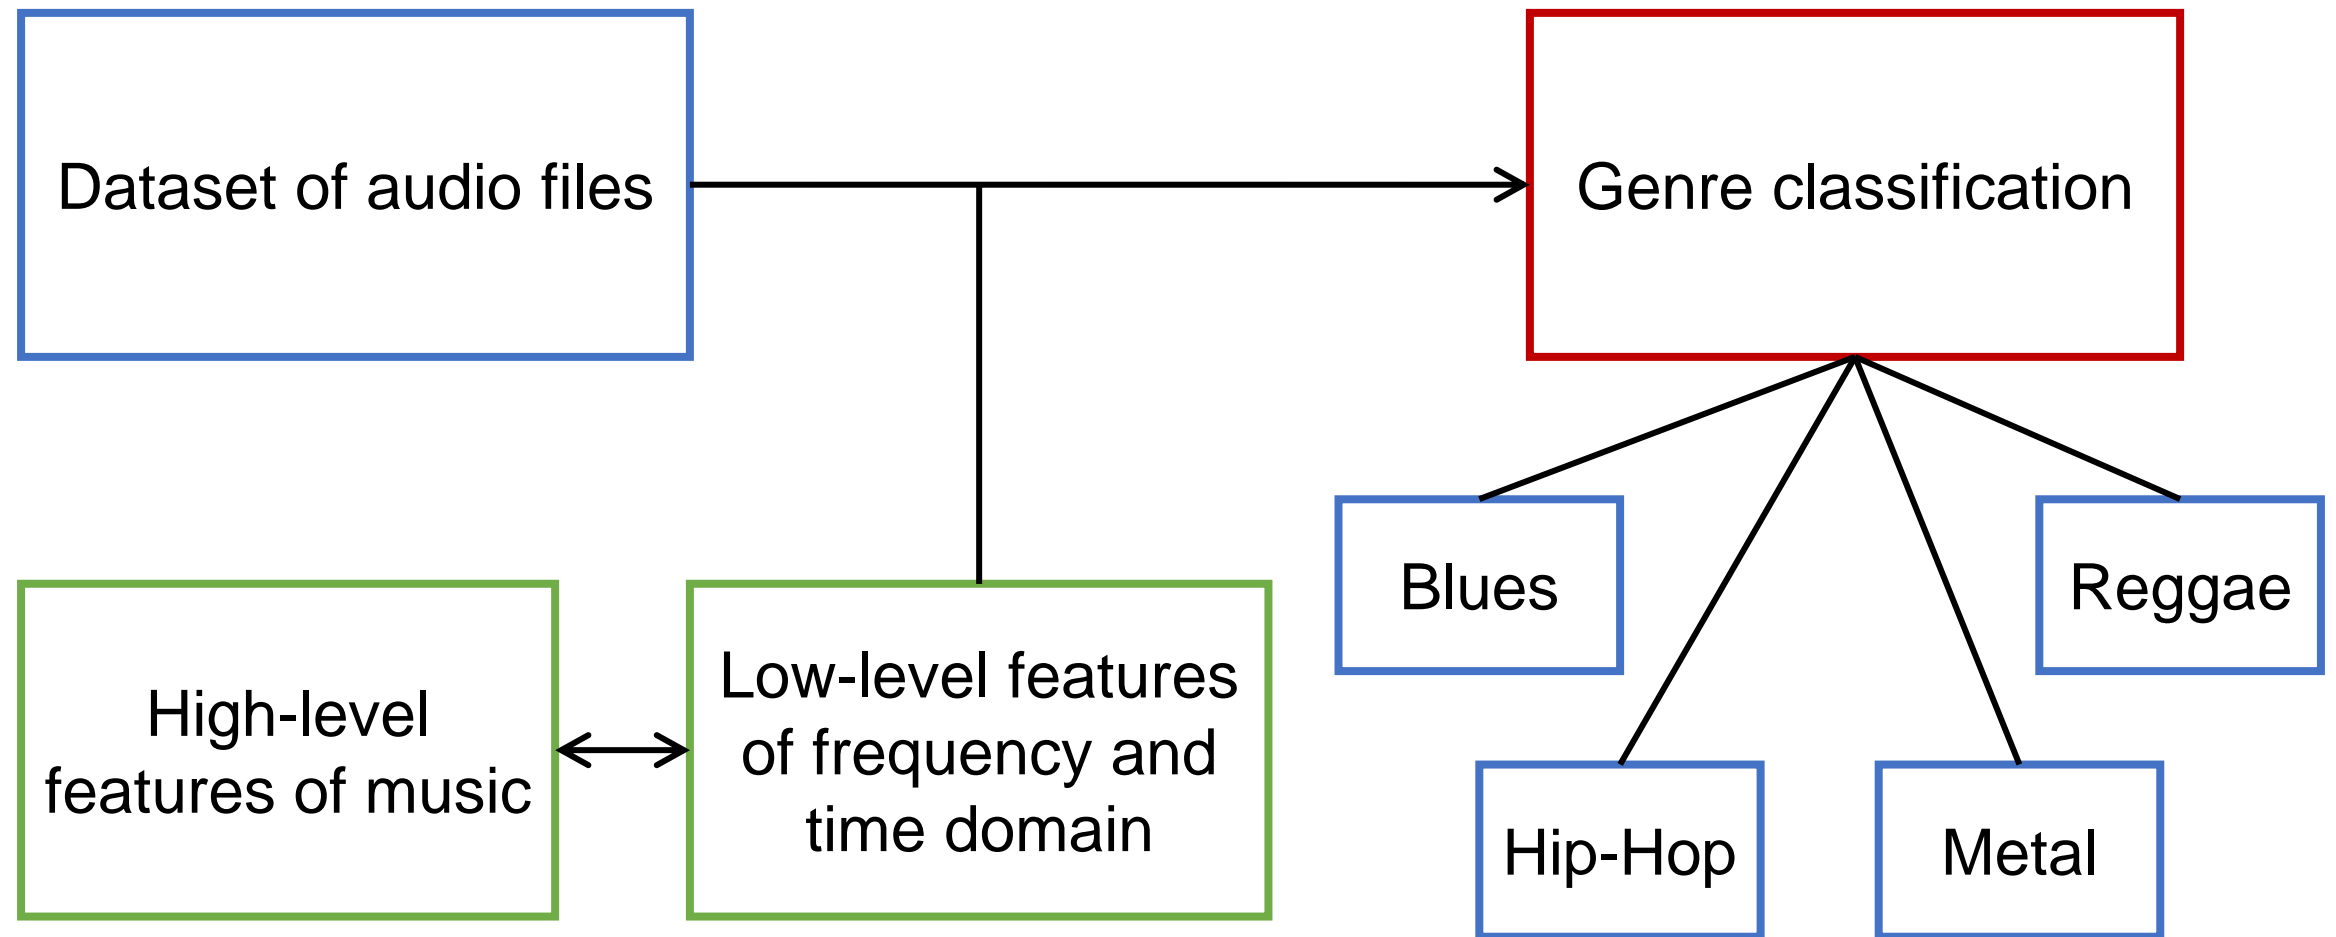 Dataset of audio files
Genre classification
Blues
Reggae
High-level
features of music
Low-level features
of frequency and
time domain
Hip-Hop
Metal